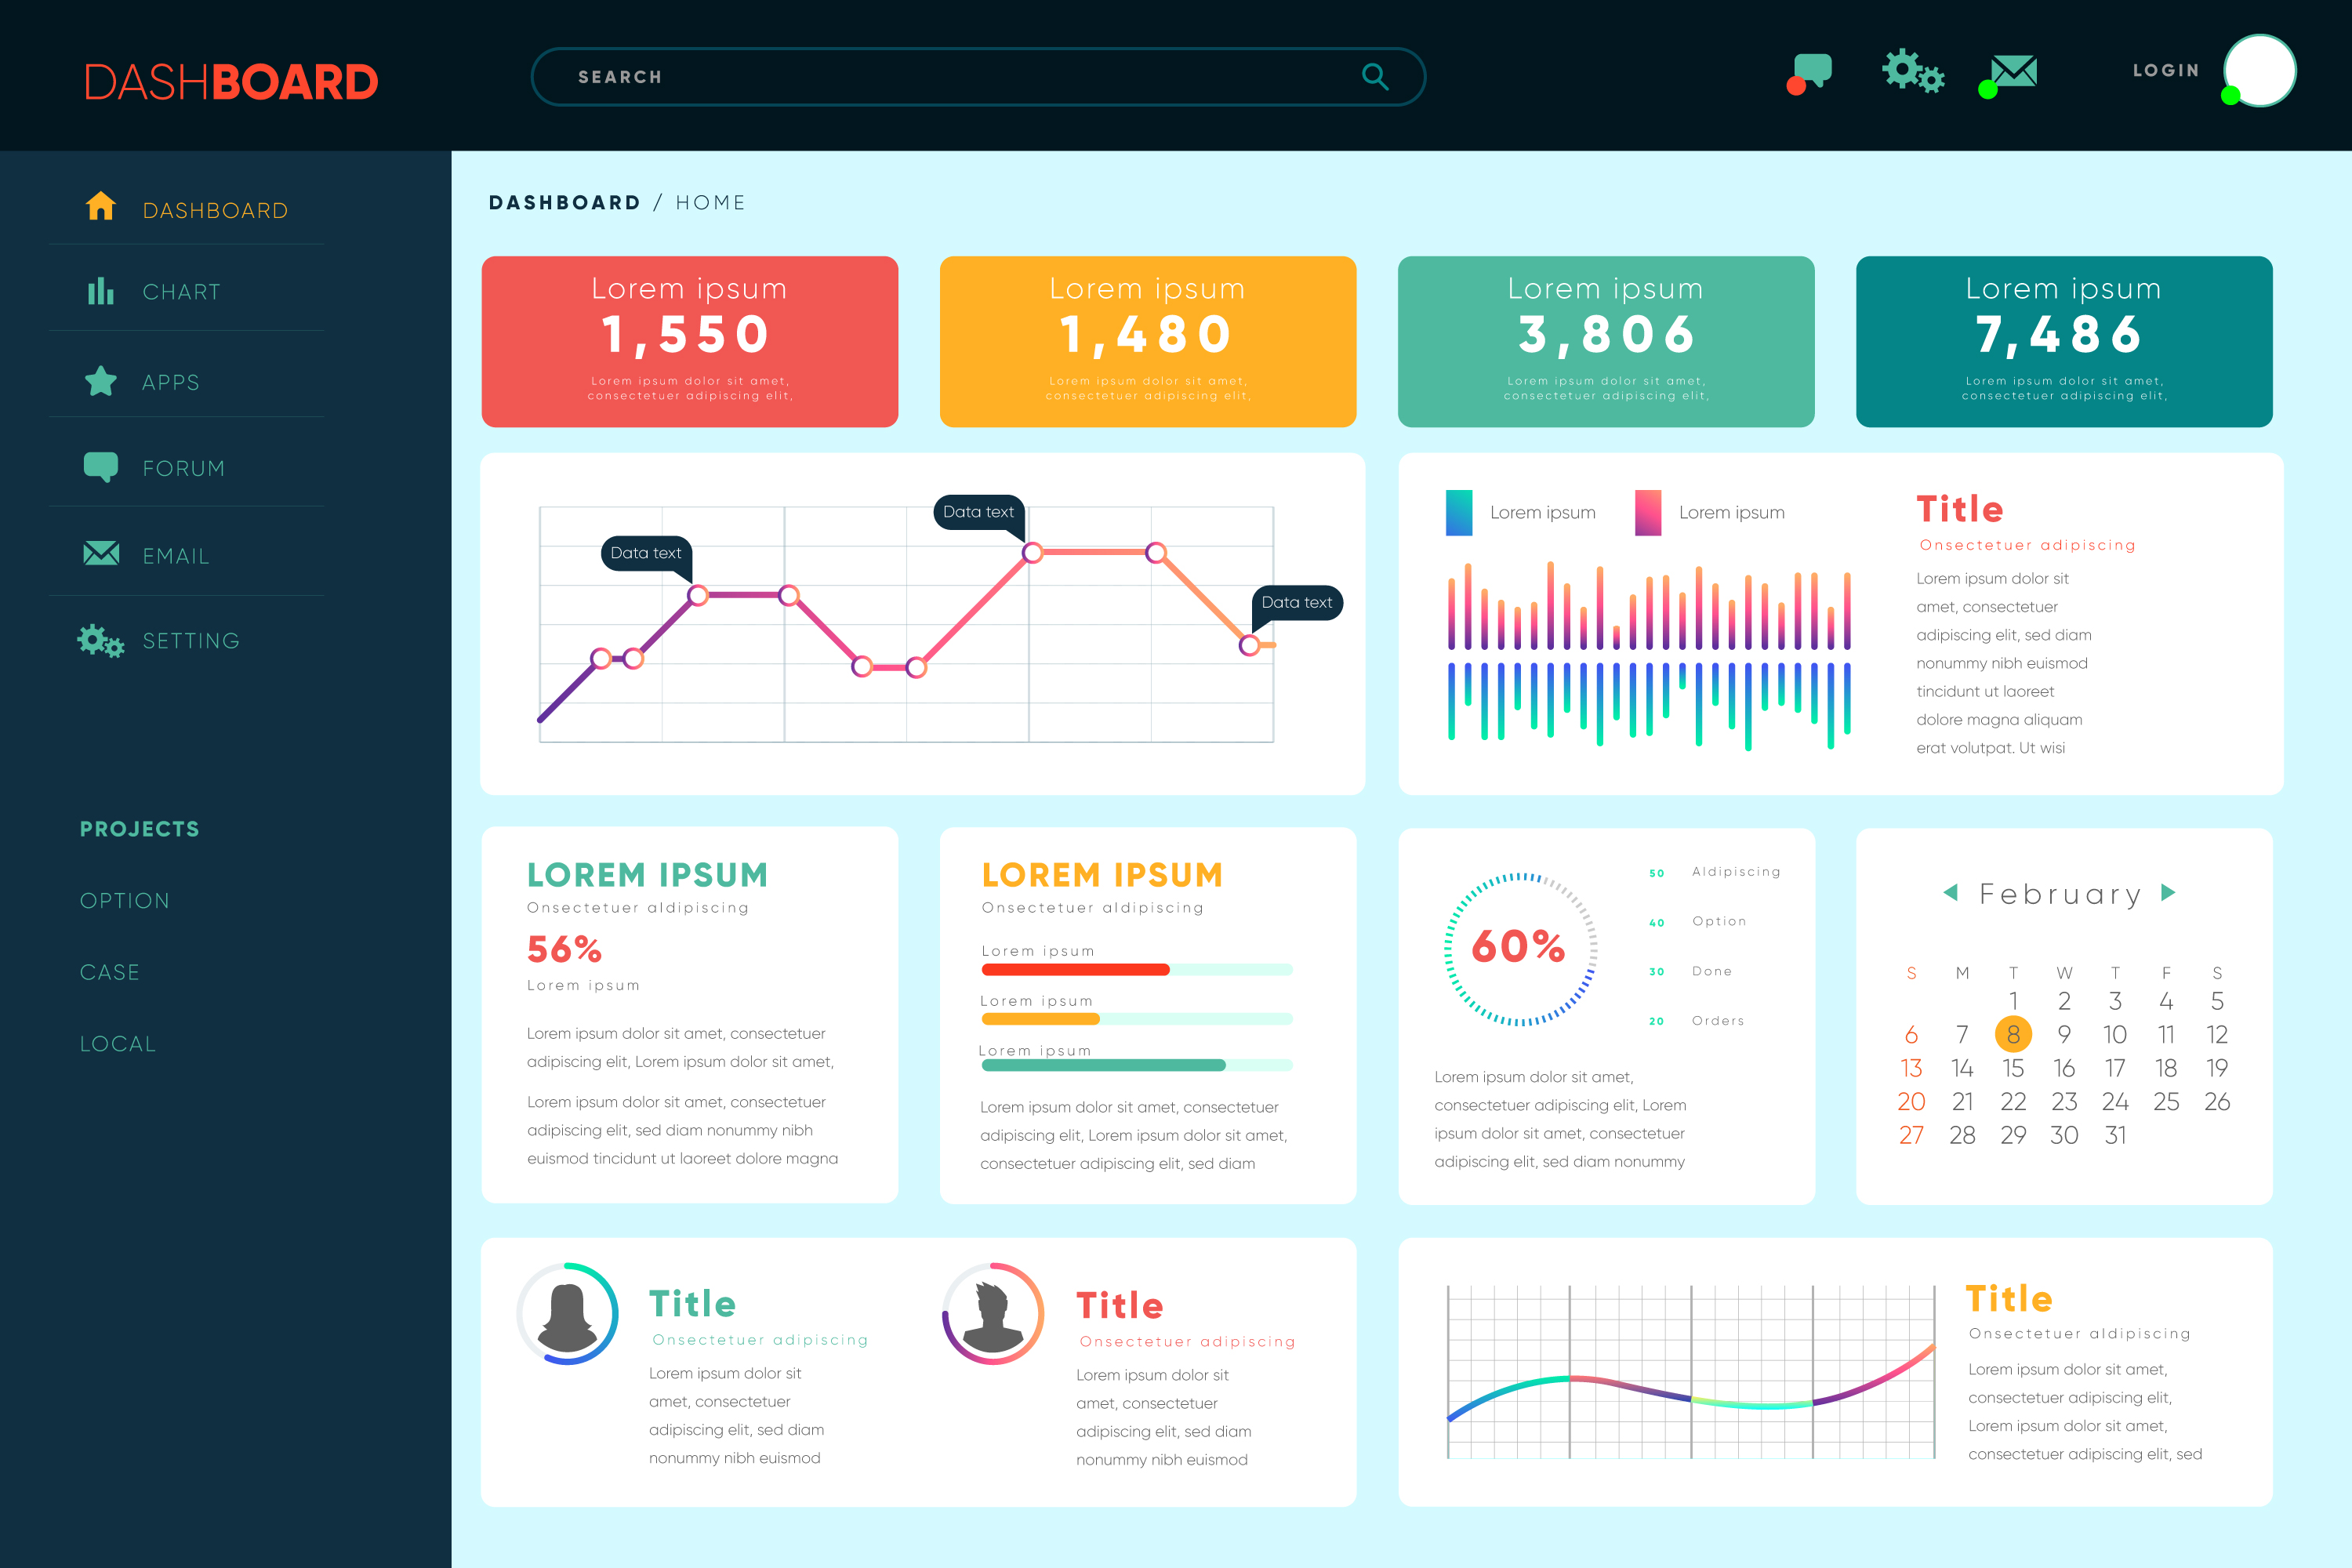 DASHBOARD
SEARCH
LOGIN
DASHBOARD
CHART
APPS
FORUM
EMAIL
SETTING
PROJECTS
OPTION
CASE
LOCAL
DASHBOARD / HOME
Lorem ipsum
1,550
Lorem ipsum dolor sit amet,
consectetuer adipiscing elit,
Lorem ipsum
1,480
Lorem ipsum dolor sit amet,
consectetuer adipiscing elit,
Lorem ipsum
3,806
Lorem ipsum dolor sit amet,
consectetuer adipiscing elit,
Lorem ipsum
7,486
Lorem ipsum dolor sit amet,
consectetuer adipiscing elit,
Data text
Data text
Data text
Lorem ipsum
Lorem ipsum
Title
Onsectetuer adipiscing
Lorem ipsum dolor sit
amet, consectetuer
adipiscing elit, sed diam
nonummy nibh euismod
tincidunt ut laoreet
dolore magna aliquam
erat volutpat. Ut wisi
LOREM IPSUM
Onsectetuer aldipiscing
56%
Lorem ipsum
Lorem ipsum dolor sit amet, consectetuer
adipiscing elit, Lorem ipsum dolor sit amet,
Lorem ipsum dolor sit amet, consectetuer
adipiscing elit, sed diam nonummy nibh
euismod tincidunt ut laoreet dolore magna
LOREM IPSUM
Onsectetuer aldipiscing
Lorem ipsum
Lorem ipsum
Lorem ipsum
Lorem ipsum dolor sit amet, consectetuer
adipiscing elit, Lorem ipsum dolor sit amet,
consectetuer adipiscing elit, sed diam
60%
50 Aldipiscing
40 Option
30 Done
20 Orders
Lorem ipsum dolor sit amet,
consectetuer adipiscing elit, Lorem
ipsum dolor sit amet, consectetuer
adipiscing elit, sed diam nonummy
February
S M T W T F S
1 2 3 4 5
6 7 8 9 10 11 12
13 14 15 16 17 18 19
20 21 22 23 24 25 26
27 28 29 30 31
Title
Onsectetuer adipiscing
Lorem ipsum dolor sit
amet, consectetuer
adipiscing elit, sed diam
nonummy nibh euismod
Title
Onsectetuer adipiscing
Lorem ipsum dolor sit
amet, consectetuer
adipiscing elit, sed diam
nonummy nibh euismod
Title
Onsectetuer aldipiscing
Lorem ipsum dolor sit amet,
consectetuer adipiscing elit,
Lorem ipsum dolor sit amet,
consectetuer adipiscing elit, sed